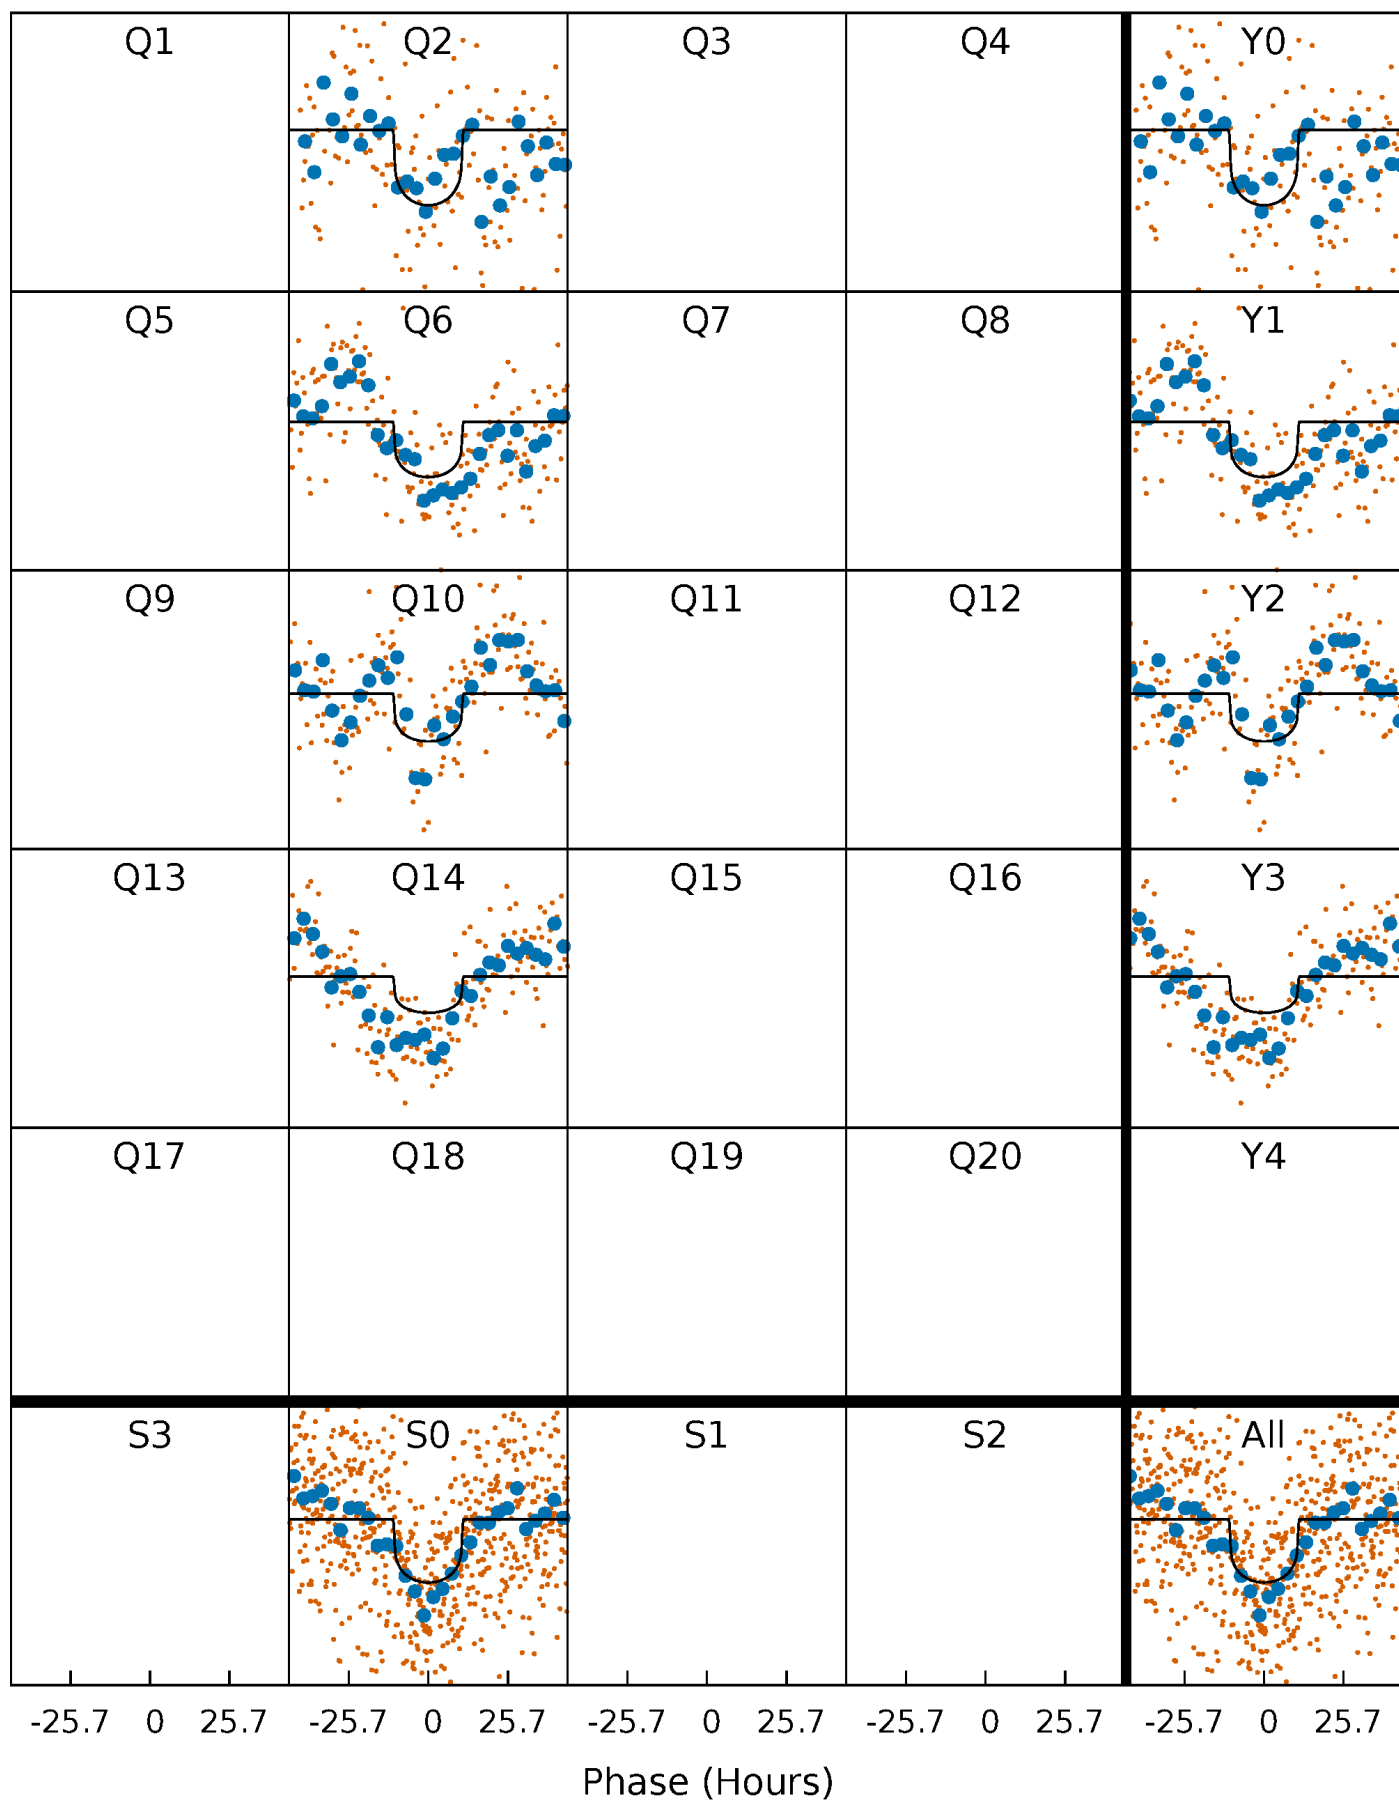 Q1 Q2 Q3 Q4 Y0
Q5 Q6 Q7 Q8 Y1
Q9 Q10 Q11 Q12 Y2
Q13 Q14 Q15 Q16 Y3
Q17 Q18 Q19 Q20 Y4
S3 S0 S1 S2 All
-25.7 0 25.7 -25.7 0 25.7 -25.7 0 25.7 -25.7 0 25.7 -25.7 0 25.7
Phase (Hours)